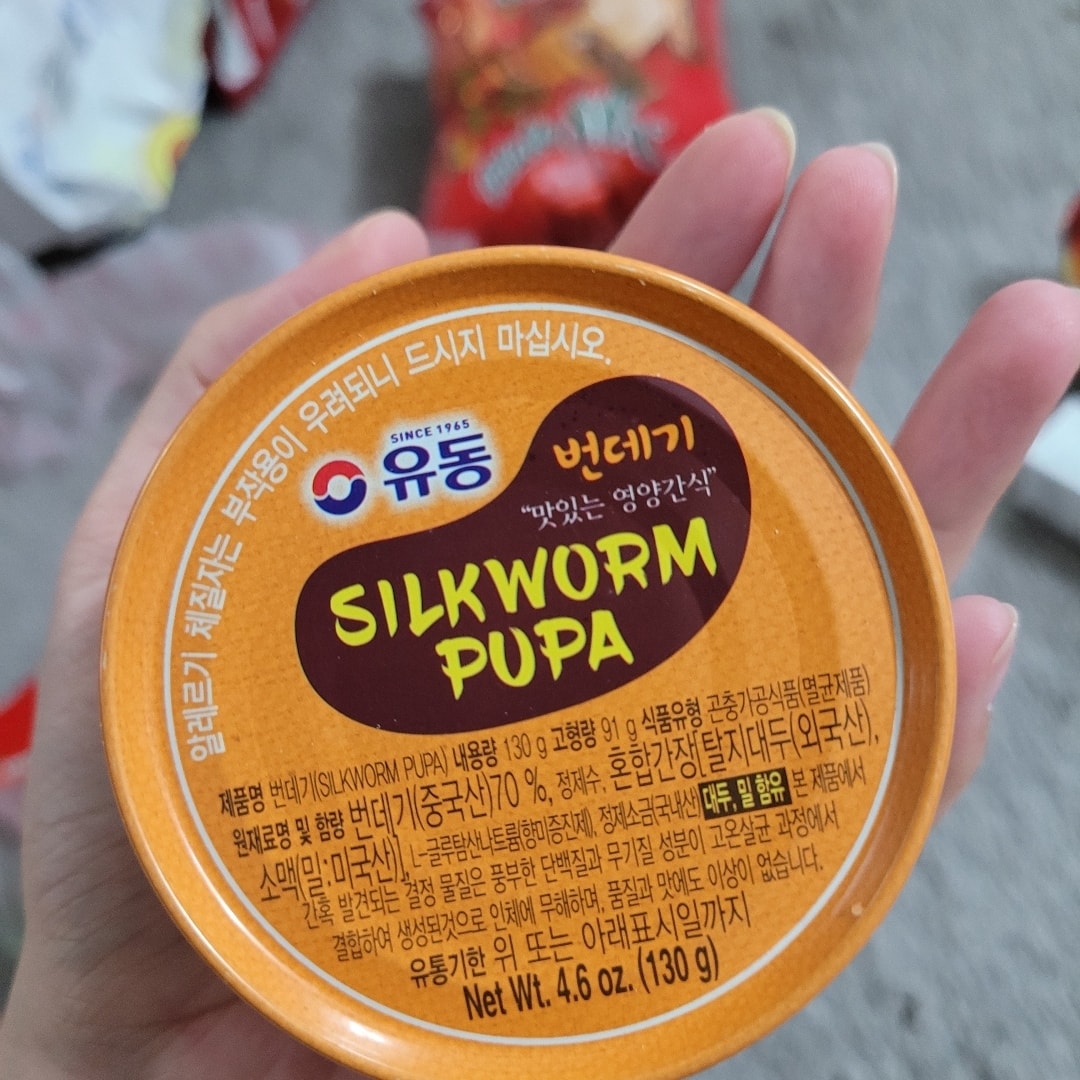 알레르기 체질자는 부작용이 우려되니 드시지 마십시오.
SINCE 1965
유동
번데기
“맛있는 영양간식”
SILKWORM
PUPA
제품명 번데기(SILKWORM PUPA) 내용량 130 g 고형량 91 g 식품유형 곤충가공식품(멸균제품)
원재료명 및 함량 번데기(중국산)70 %, 정제수, 혼합간장[탈지대두(외국산),
소맥(밀:미국산)], L-글루탐산나트륨(향미증진제), 정제소금(국내산) 대두, 밀 함유 본 제품에서
간혹 발견되는 결정 물질은 풍부한 단백질과 무기질 성분이 고온살균 과정에서
결합하여 생성된것으로 인체에 무해하며, 품질과 맛에도 이상이 없습니다.
유통기한 위 또는 아래표시일까지
Net Wt. 4.6 oz. (130 g)